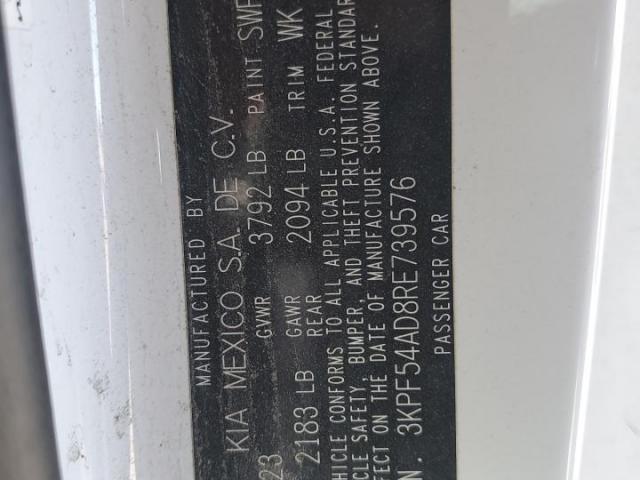 MANUFACTURED BY
KIA MEXICO S.A. DE C.V.
23 GVWR 3792 LB PAINT SWP
2183 LB GAWR REAR 2094 LB TRIM WK
VEHICLE CONFORMS TO ALL APPLICABLE U.S.A. FEDERAL
CLE SAFETY, BUMPER, AND THEFT PREVENTION STANDAR
FECT ON THE DATE OF MANUFACTURE SHOWN ABOVE.
N. 3KPF54AD8RE739576
PASSENGER CAR